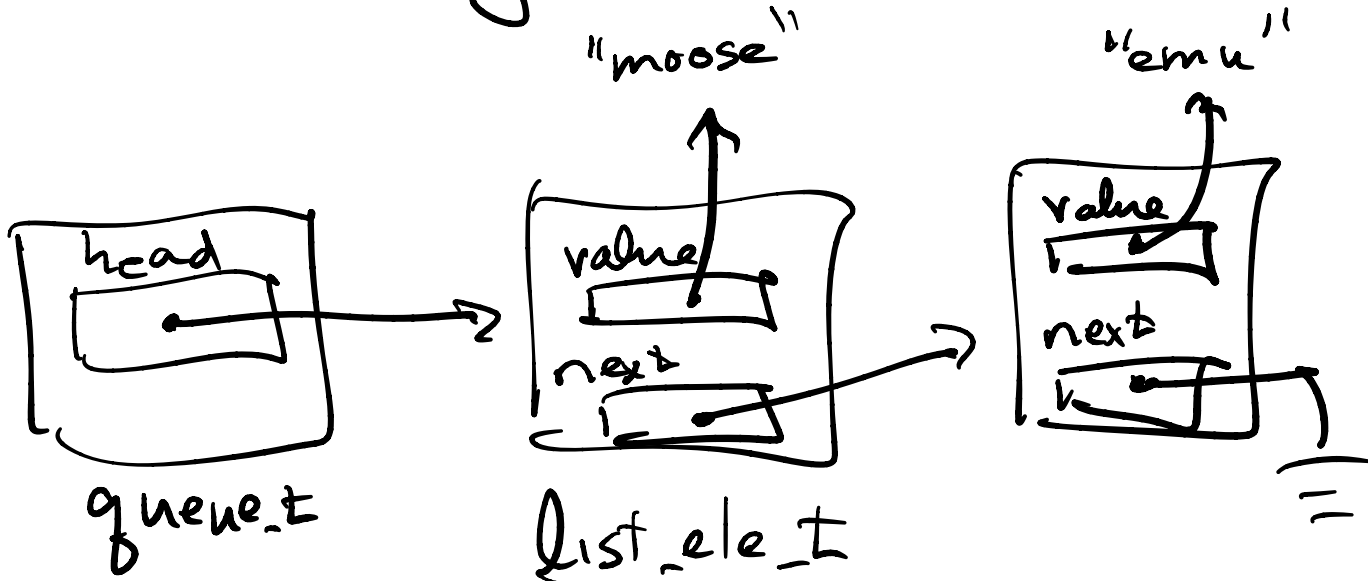 "moose"
"emu"
head
value
next
value
next
queue_t
list_ele_t